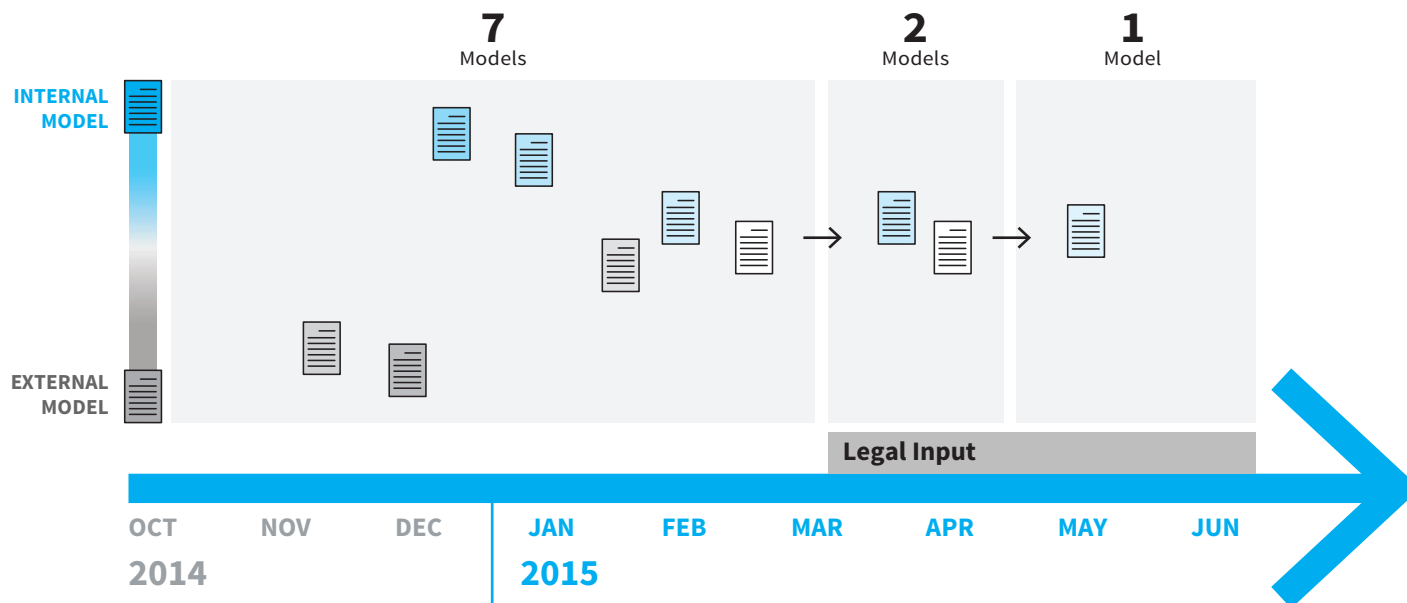 7
Models
2
Models
1
Model
INTERNAL
MODEL
EXTERNAL
MODEL
Legal Input
OCT NOV DEC JAN FEB MAR APR MAY JUN
2014 2015